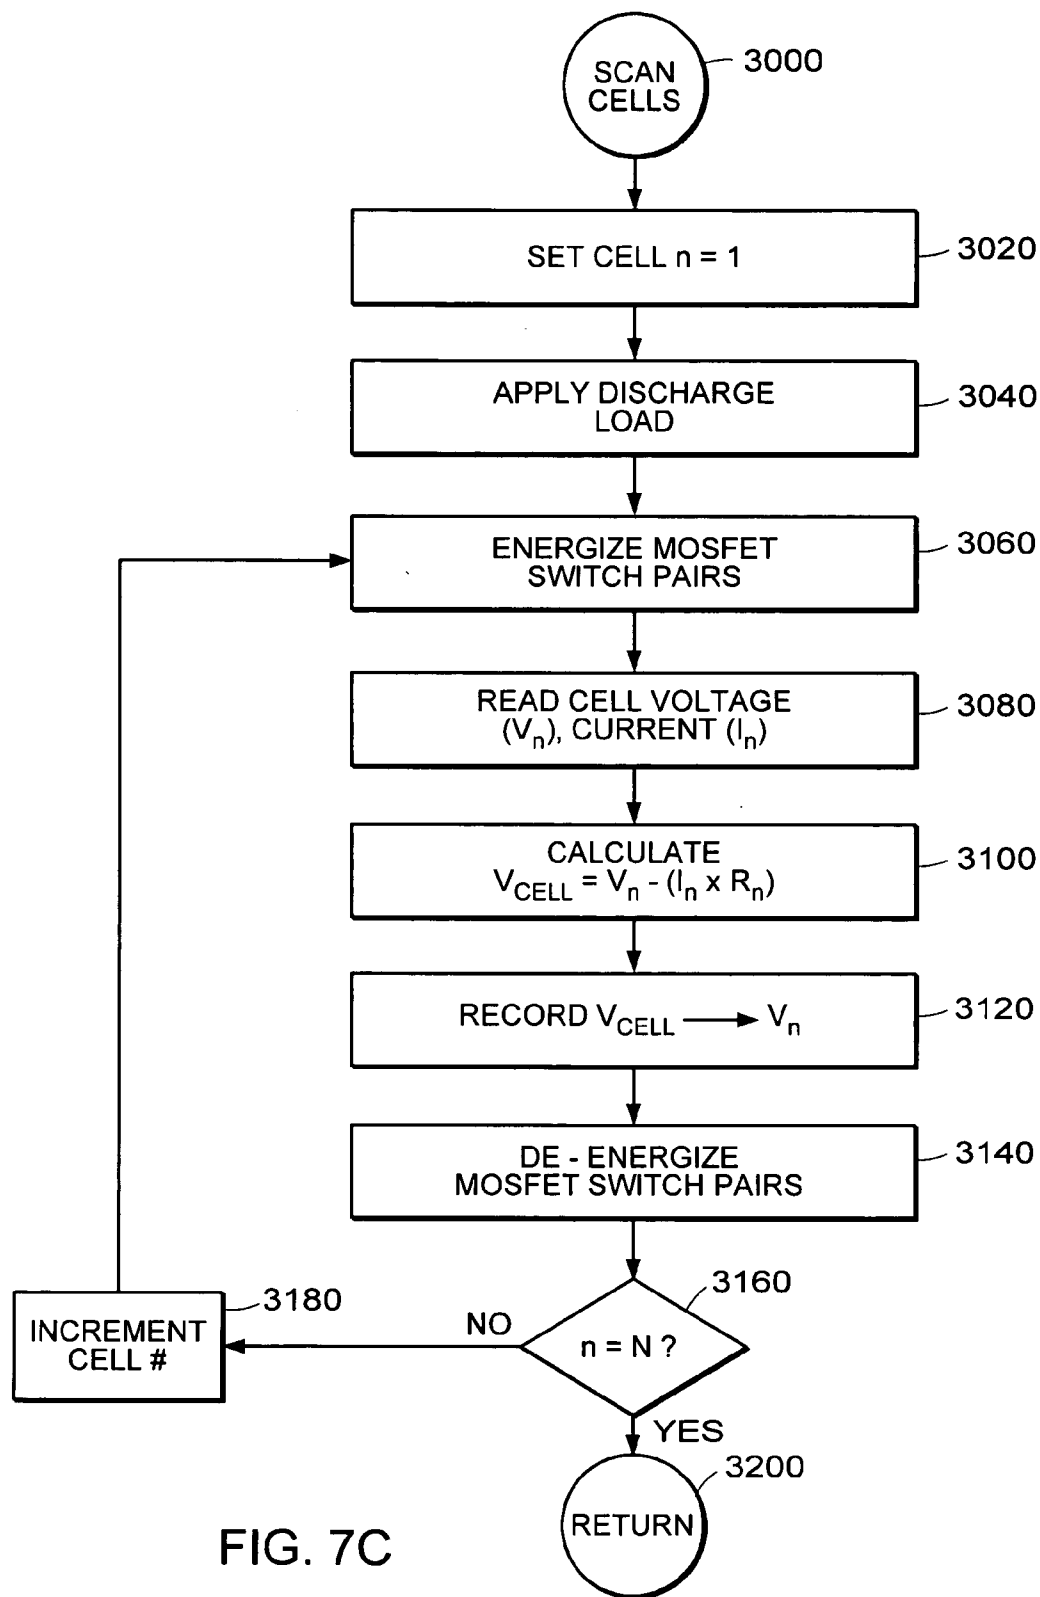 SCAN
CELLS
3000
SET CELL n = 1
3020
APPLY DISCHARGE
LOAD
3040
ENERGIZE MOSFET
SWITCH PAIRS
3060
READ CELL VOLTAGE
(Vn), CURRENT (In)
3080
CALCULATE
VCELL = Vn - (In x Rn)
3100
RECORD VCELL ⟶ Vn
3120
DE - ENERGIZE
MOSFET SWITCH PAIRS
3140
n = N ?
3160
NO
INCREMENT
CELL #
3180
YES
RETURN
3200
FIG. 7C